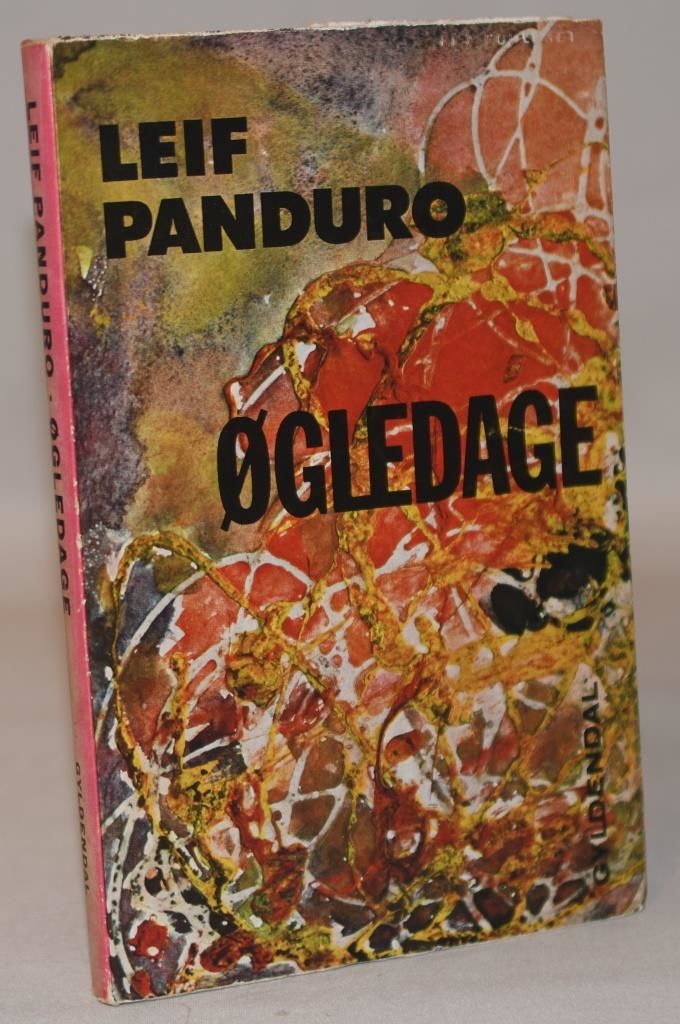 LEIF
PANDURO
ØGLEDAGE
GYLDENDAL
LEIF PANDURO : ØGLEDAGE
GYLDENDAL